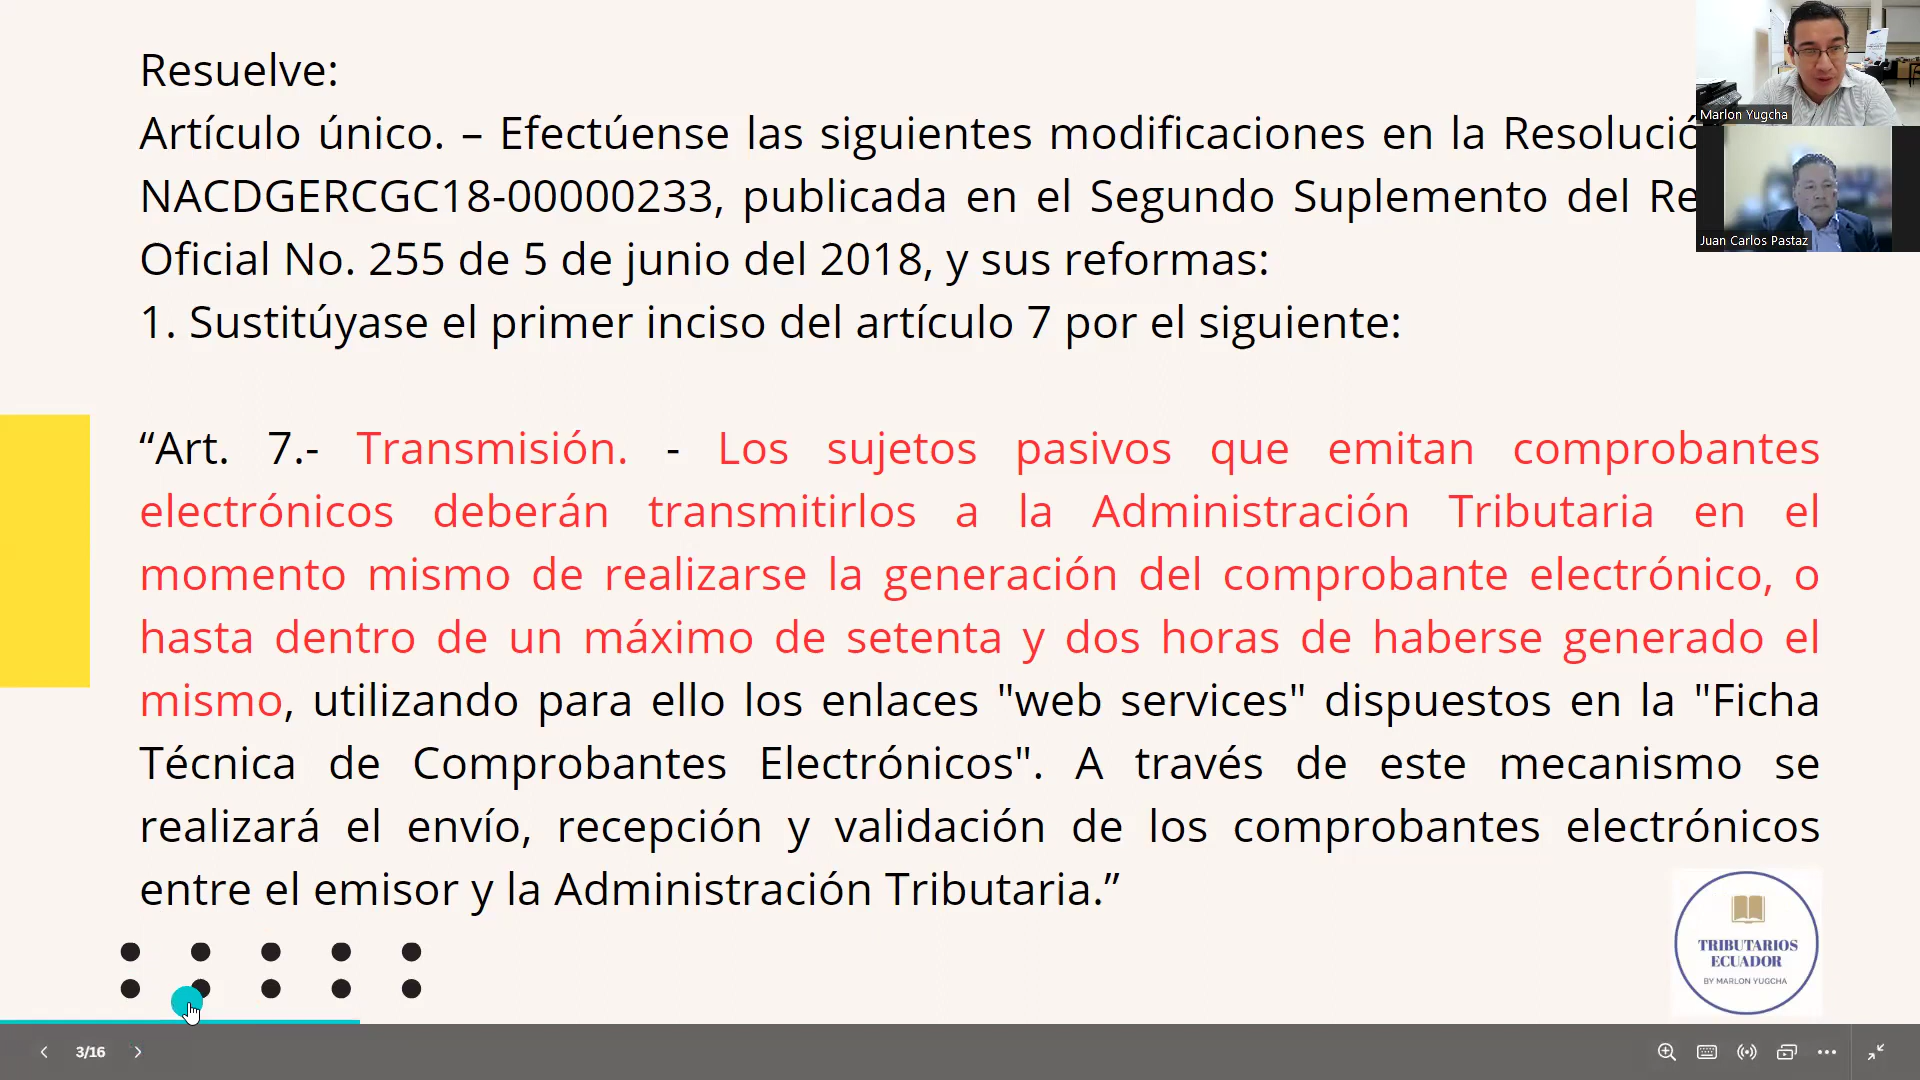 Resuelve:
Artículo único. – Efectúense las siguientes modificaciones en la Resolució
NACDGERCGC18-00000233, publicada en el Segundo Suplemento del Re
Oficial No. 255 de 5 de junio del 2018, y sus reformas:
1. Sustitúyase el primer inciso del artículo 7 por el siguiente:
“Art. 7.- Transmisión. - Los sujetos pasivos que emitan comprobantes
electrónicos deberán transmitirlos a la Administración Tributaria en el
momento mismo de realizarse la generación del comprobante electrónico, o
hasta dentro de un máximo de setenta y dos horas de haberse generado el
mismo, utilizando para ello los enlaces "web services" dispuestos en la "Ficha
Técnica de Comprobantes Electrónicos". A través de este mecanismo se
realizará el envío, recepción y validación de los comprobantes electrónicos
entre el emisor y la Administración Tributaria.”
Marlon Yugcha
Juan Carlos Pastaz
TRIBUTARIOS
ECUADOR
BY MARLON YUGCHA
3/16